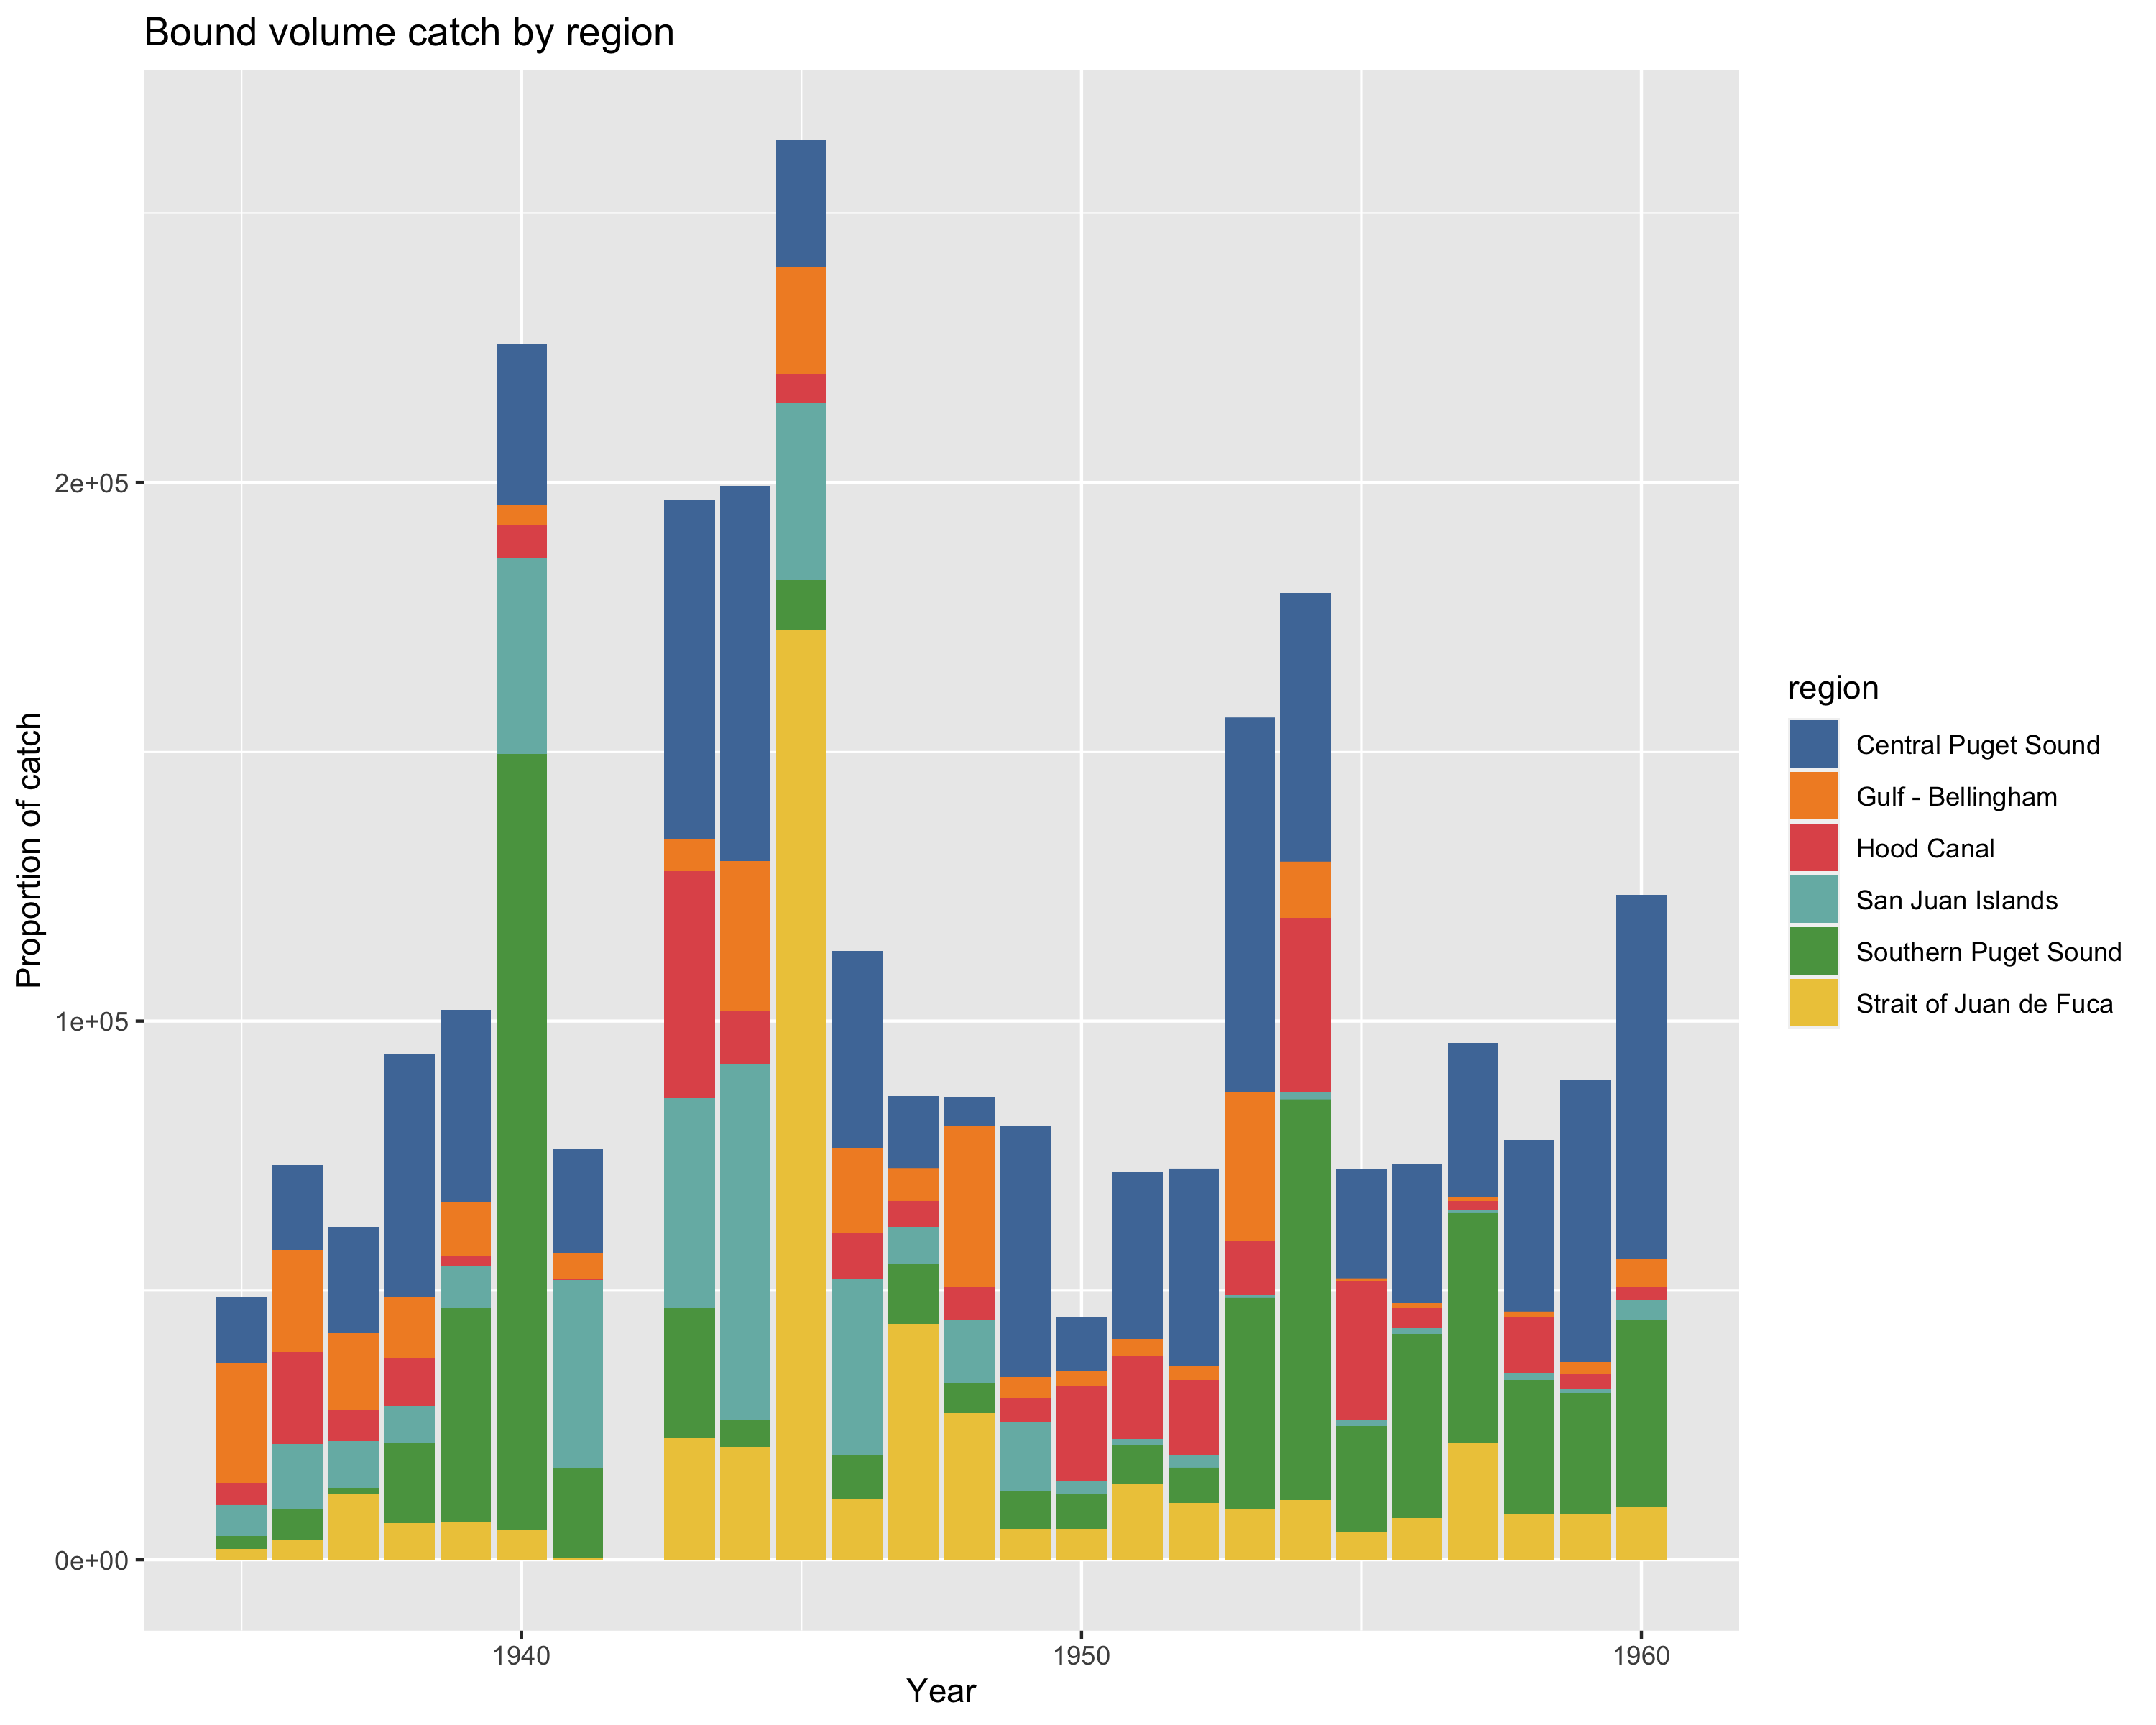 Bound volume catch by region
Proportion of catch
2e+05
1e+05
0e+00
1940
1950
1960
Year
region
Central Puget Sound
Gulf - Bellingham
Hood Canal
San Juan Islands
Southern Puget Sound
Strait of Juan de Fuca